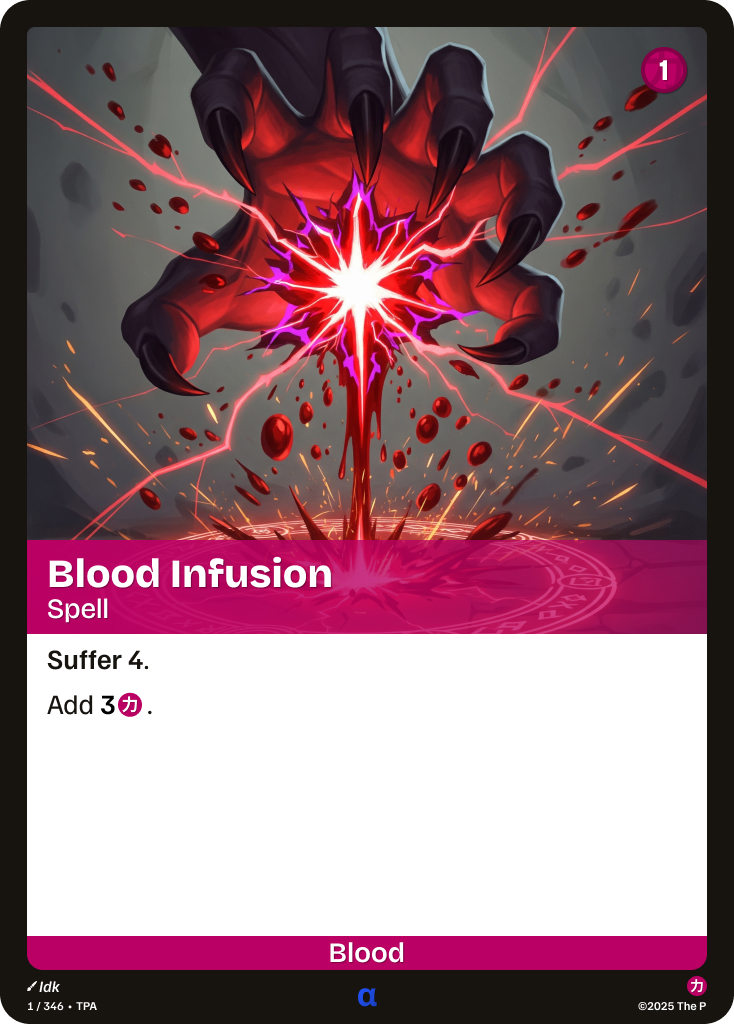 1
Blood Infusion
Spell
Suffer 4.
Add 3カ.
Blood
Idk
カ
1 / 346 • TPA
α
©2025 The P